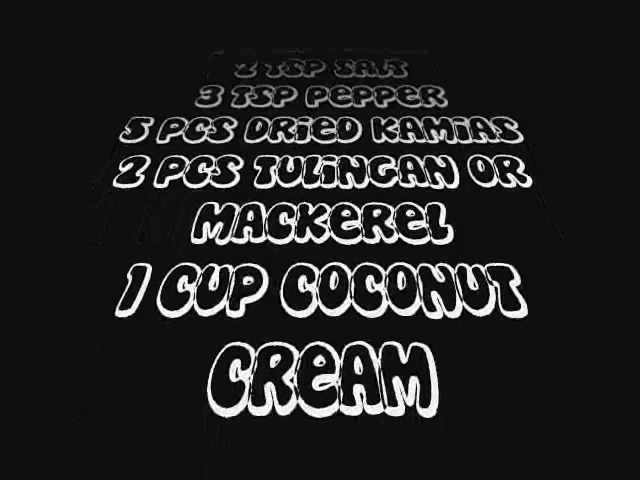 2 TSP SALT
3 TSP PEPPER
5 PCS DRIED KAMIAS
2 PCS TULINGAN OR
MACKEREL
1 CUP COCONUT
CREAM